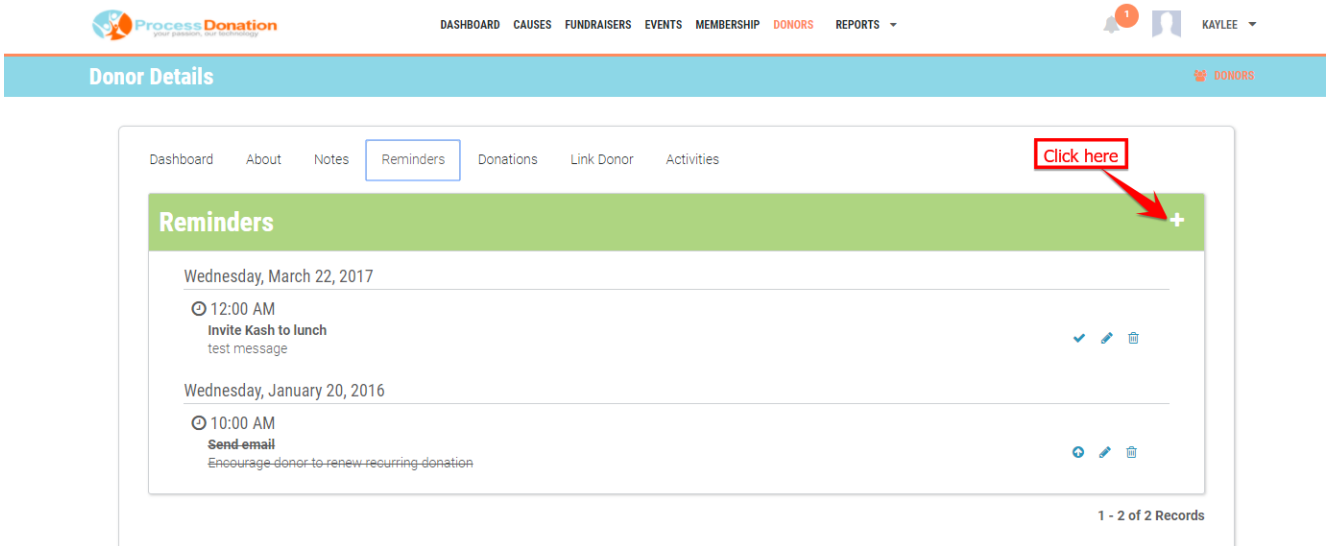 Process Donation
your passion, our technology
DASHBOARD CAUSES FUNDRAISERS EVENTS MEMBERSHIP DONORS REPORTS
1
KAYLEE
Donor Details
DONORS
Dashboard About Notes Reminders Donations Link Donor Activities
Click here
Reminders
Wednesday, March 22, 2017
12:00 AM
Invite Kash to lunch
test message
Wednesday, January 20, 2016
10:00 AM
Send email
Encourage donor to renew recurring donation
1 - 2 of 2 Records